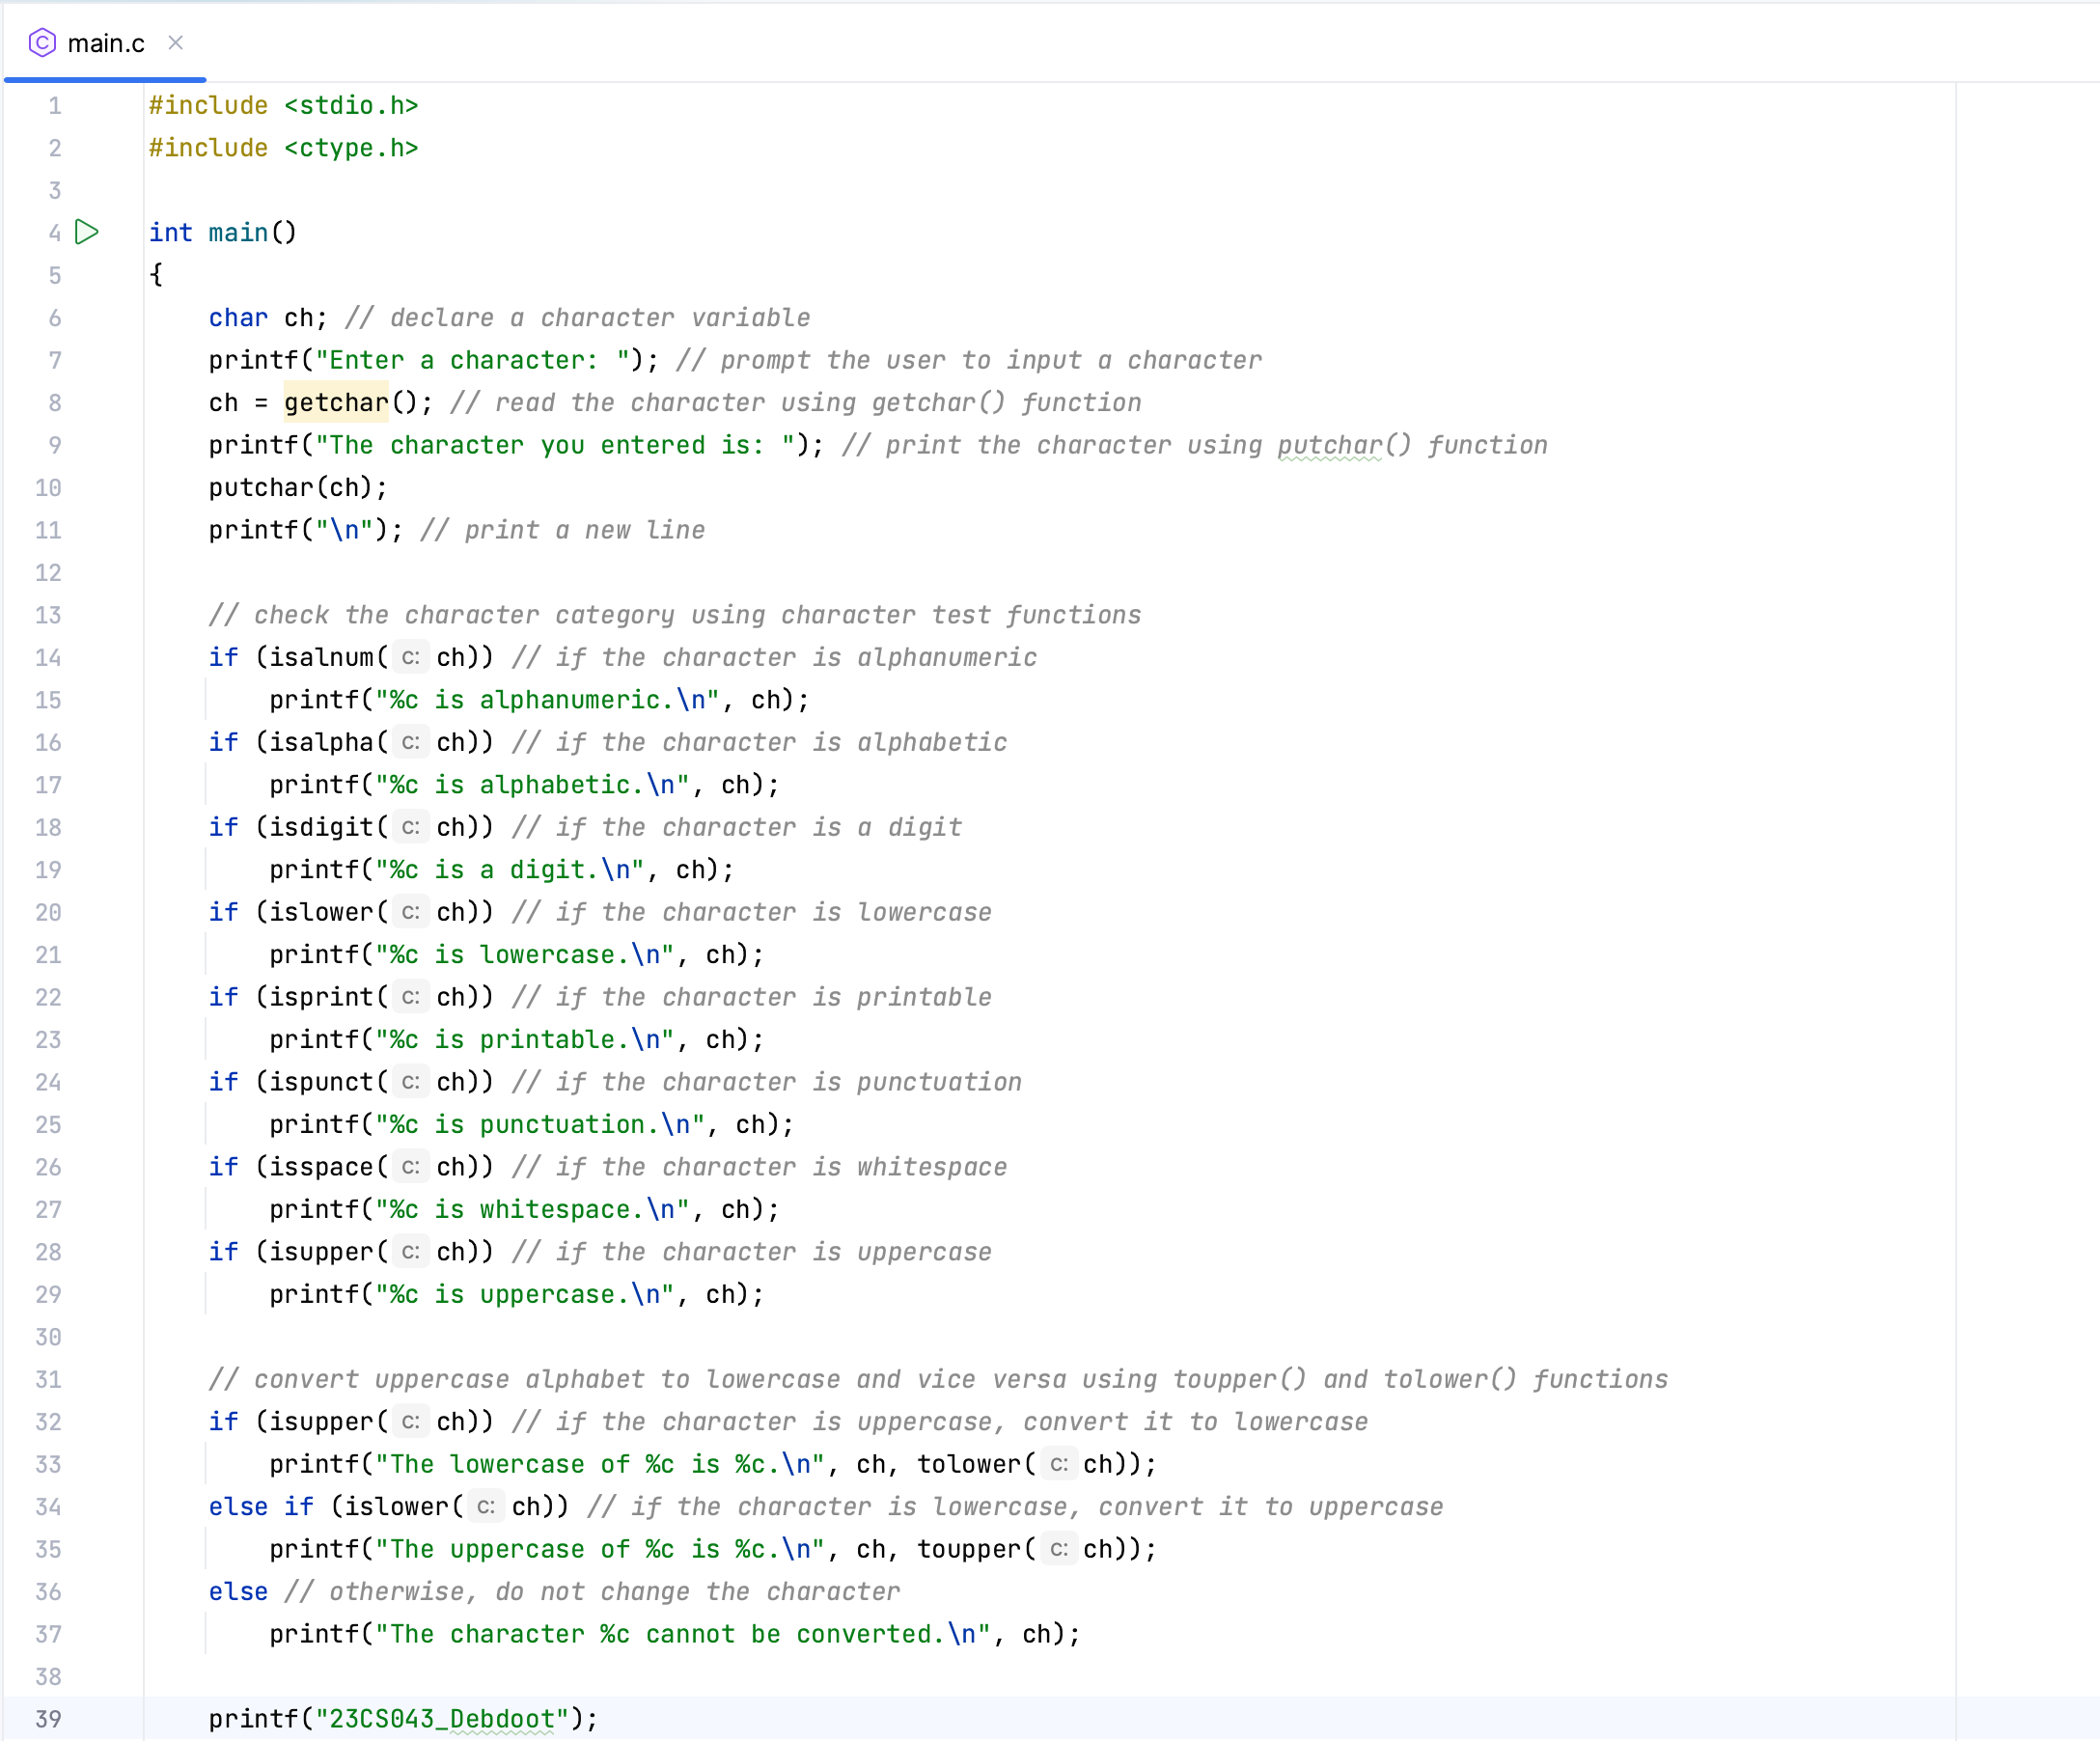 main.c
1 #include <stdio.h>
2 #include <ctype.h>
3
4 int main()
5 {
6     char ch; // declare a character variable
7     printf("Enter a character: "); // prompt the user to input a character
8     ch = getchar(); // read the character using getchar() function
9     printf("The character you entered is: "); // print the character using putchar() function
10     putchar(ch);
11     printf("\n"); // print a new line
12
13     // check the character category using character test functions
14     if (isalnum( c: ch)) // if the character is alphanumeric
15         printf("%c is alphanumeric.\n", ch);
16     if (isalpha( c: ch)) // if the character is alphabetic
17         printf("%c is alphabetic.\n", ch);
18     if (isdigit( c: ch)) // if the character is a digit
19         printf("%c is a digit.\n", ch);
20     if (islower( c: ch)) // if the character is lowercase
21         printf("%c is lowercase.\n", ch);
22     if (isprint( c: ch)) // if the character is printable
23         printf("%c is printable.\n", ch);
24     if (ispunct( c: ch)) // if the character is punctuation
25         printf("%c is punctuation.\n", ch);
26     if (isspace( c: ch)) // if the character is whitespace
27         printf("%c is whitespace.\n", ch);
28     if (isupper( c: ch)) // if the character is uppercase
29         printf("%c is uppercase.\n", ch);
30
31     // convert uppercase alphabet to lowercase and vice versa using toupper() and tolower() functions
32     if (isupper( c: ch)) // if the character is uppercase, convert it to lowercase
33         printf("The lowercase of %c is %c.\n", ch, tolower( c: ch));
34     else if (islower( c: ch)) // if the character is lowercase, convert it to uppercase
35         printf("The uppercase of %c is %c.\n", ch, toupper( c: ch));
36     else // otherwise, do not change the character
37         printf("The character %c cannot be converted.\n", ch);
38
39     printf("23CS043_Debdoot");